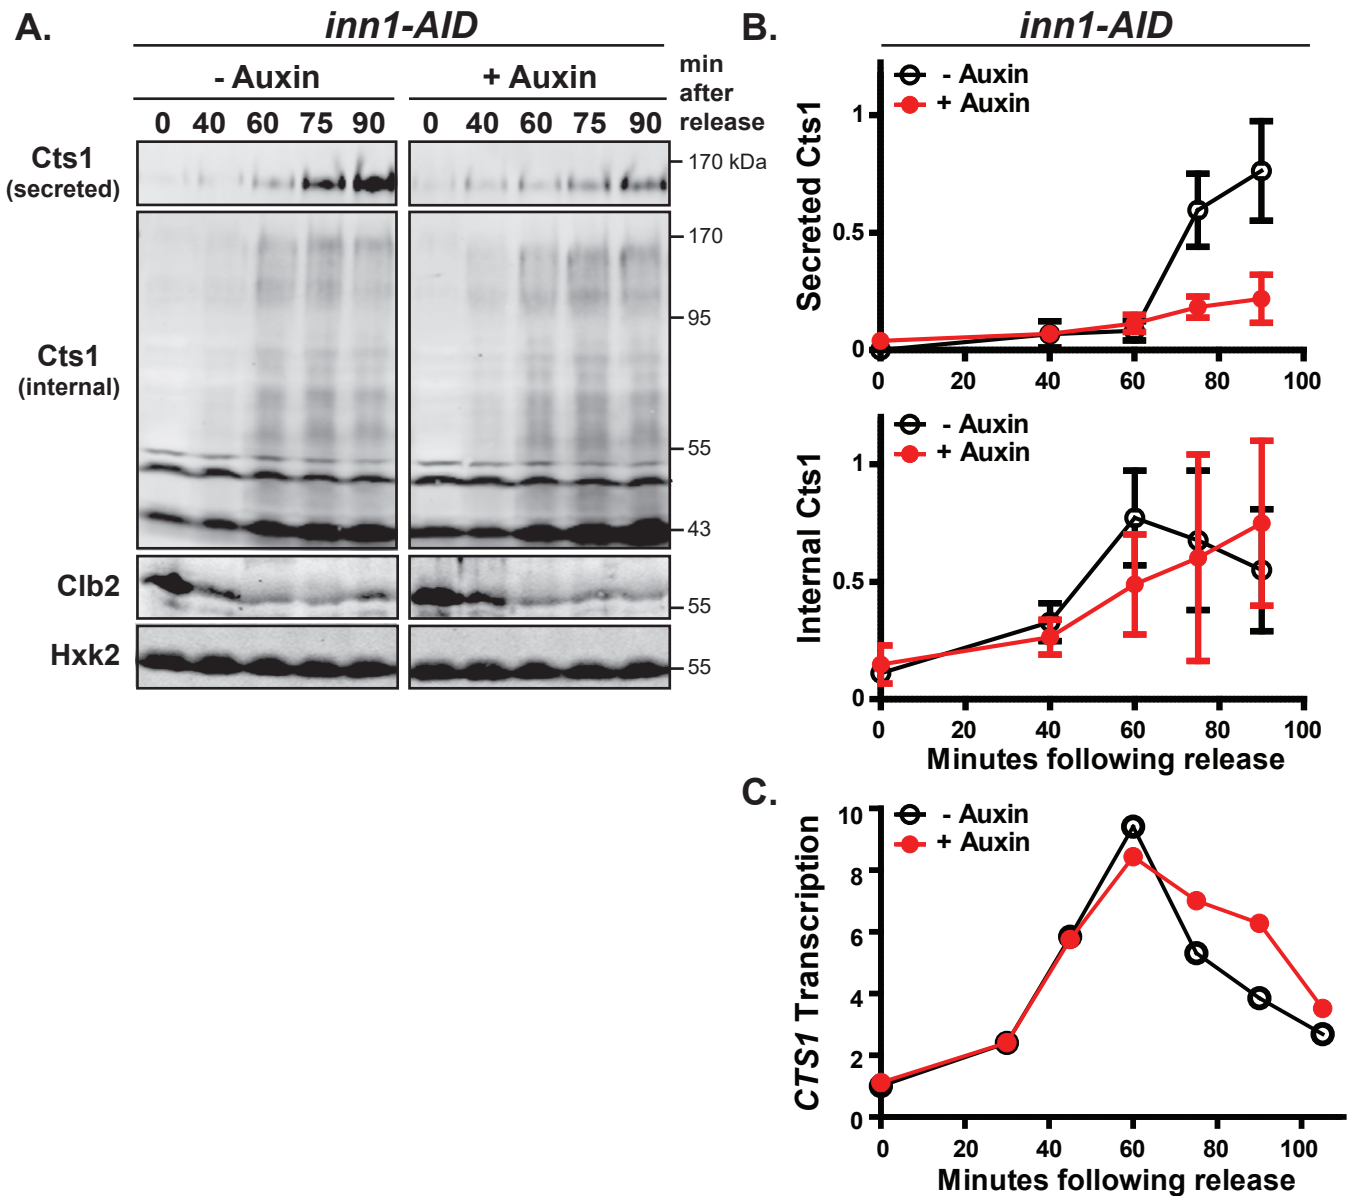 A.
inn1-AID
- Auxin
+ Auxin
min
after
release
0 40 60 75 90
0 40 60 75 90
Cts1
(secreted)
170 kDa
Cts1
(internal)
170
95
55
43
Clb2
55
Hxk2
55
B.
inn1-AID
- Auxin
+ Auxin
Secreted Cts1
1
0.5
0
0 20 40 60 80 100
- Auxin
+ Auxin
Internal Cts1
1
0.5
0
0 20 40 60 80 100
Minutes following release
C.
- Auxin
+ Auxin
CTS1 Transcription
10
8
6
4
2
0
0 20 40 60 80 100
Minutes following release